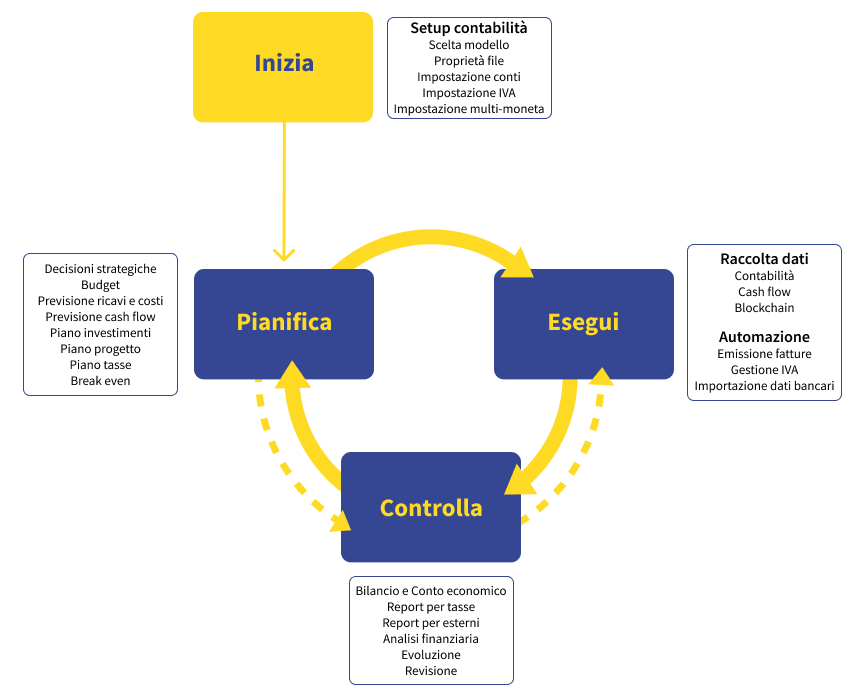 Inizia
Setup contabilità
Scelta modello
Proprietà file
Impostazione conti
Impostazione IVA
Impostazione multi-moneta
Decisioni strategiche
Budget
Previsione ricavi e costi
Previsione cash flow
Piano investimenti
Piano progetto
Piano tasse
Break even
Pianifica
Esegui
Raccolta dati
Contabilità
Cash flow
Blockchain
Automazione
Emissione fatture
Gestione IVA
Importazione dati bancari
Controlla
Bilancio e Conto economico
Report per tasse
Report per esterni
Analisi finanziaria
Evoluzione
Revisione